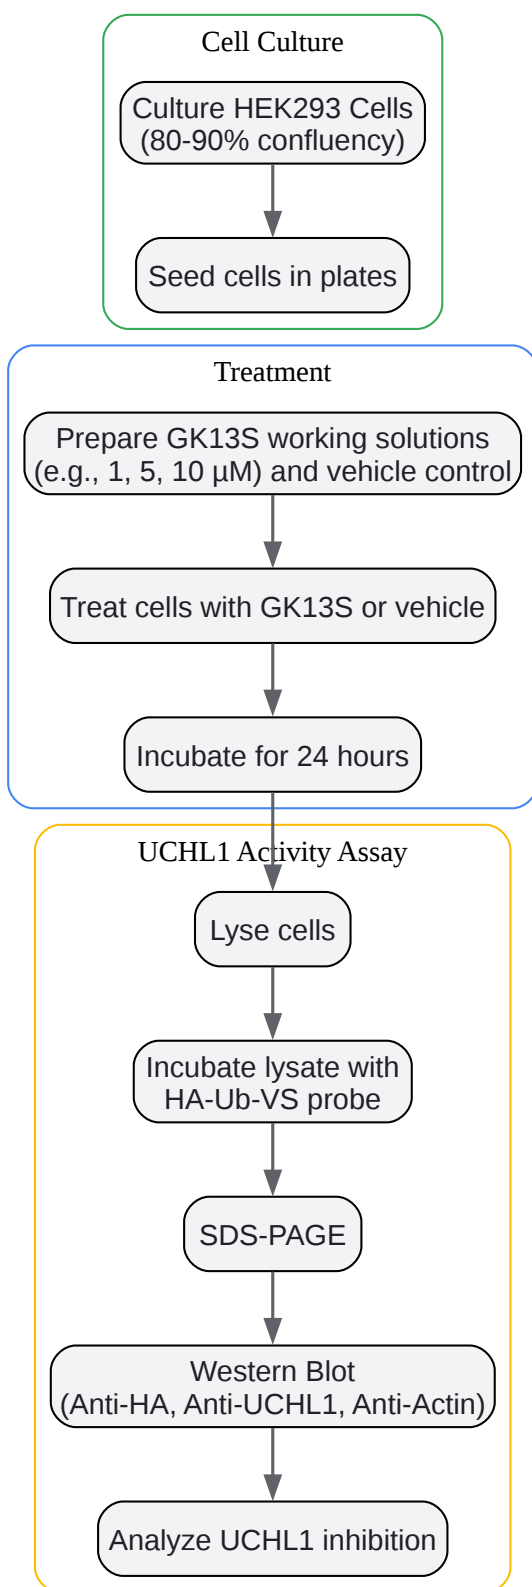 Cell Culture
Culture HEK293 Cells
(80-90% confluency)
Seed cells in plates
Treatment
Prepare GK13S working solutions
(e.g., 1, 5, 10 µM) and vehicle control
Treat cells with GK13S or vehicle
Incubate for 24 hours
UCHL1 Activity Assay
Lyse cells
Incubate lysate with
HA-Ub-VS probe
SDS-PAGE
Western Blot
(Anti-HA, Anti-UCHL1, Anti-Actin)
Analyze UCHL1 inhibition